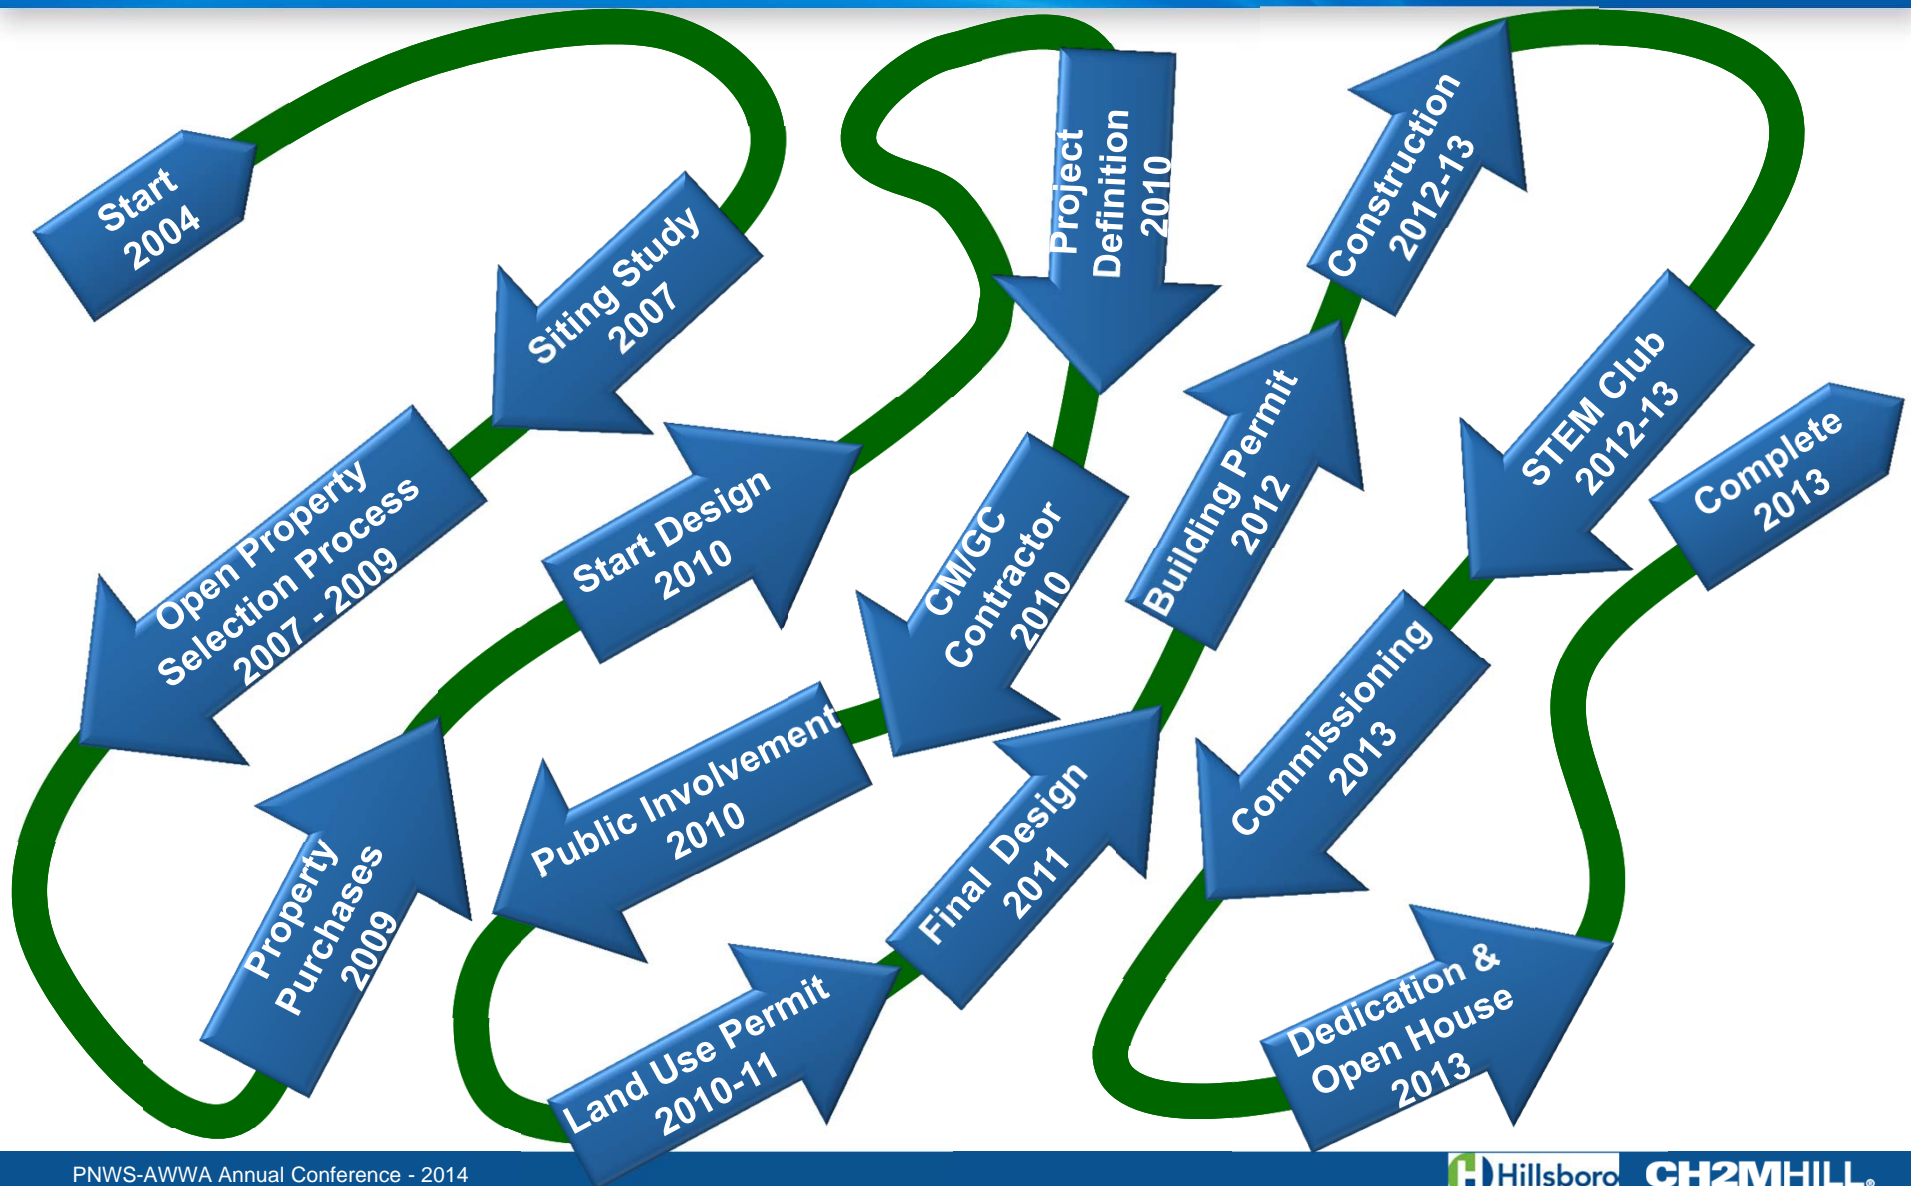 Start
2004
Siting Study
2007
Open Property
Selection Process
2007 - 2009
Property
Purchases
2009
Start Design
2010
Project
Definition
2010
CM/GC
Contractor
2010
Public Involvement
2010
Land Use Permit
2010-11
Final Design
2011
Building Permit
2012
Construction
2012-13
STEM Club
2012-13
Commissioning
2013
Dedication &
Open House
2013
Complete
2013
PNWS-AWWA Annual Conference - 2014
Hillsboro
CH2MHILL®